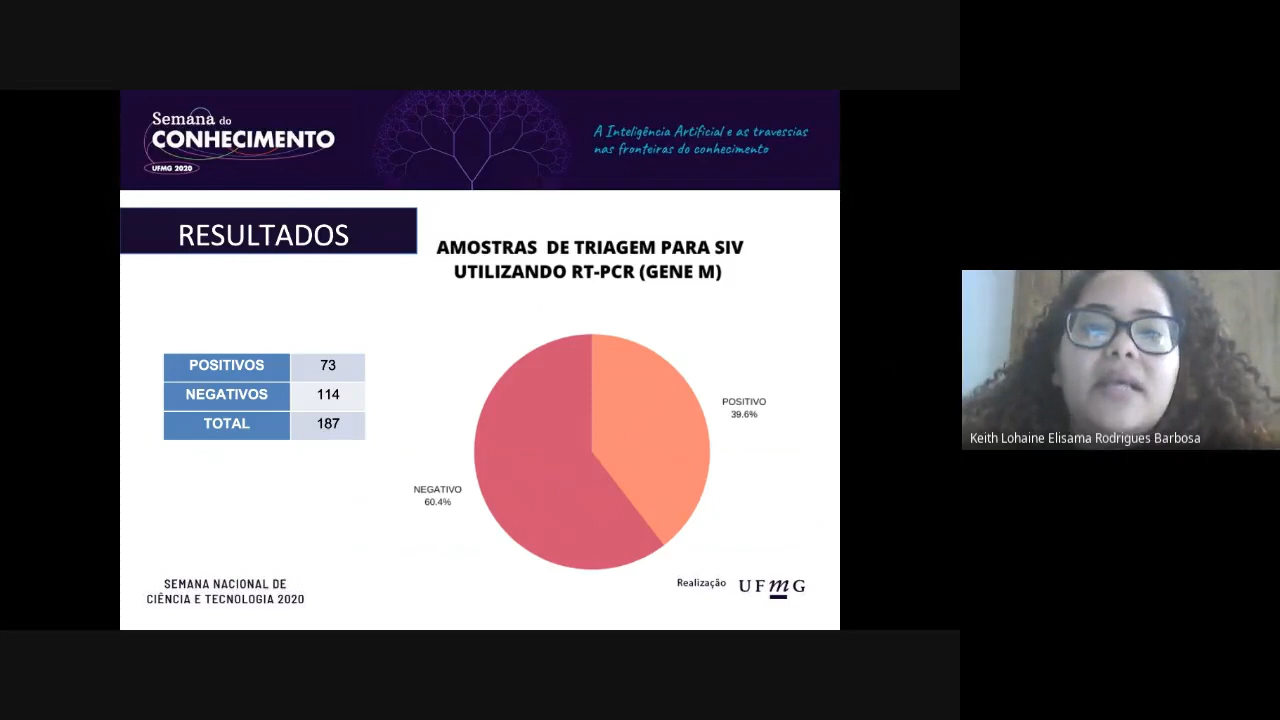 Semana do
CONHECIMENTO
UFMG 2020
A Inteligência Artificial e as travessias
nas fronteiras do conhecimento
RESULTADOS
AMOSTRAS DE TRIAGEM PARA SIV
UTILIZANDO RT-PCR (GENE M)
POSITIVOS 73
NEGATIVOS 114
TOTAL 187
POSITIVO
39.6%
NEGATIVO
60.4%
SEMANA NACIONAL DE
CIÊNCIA E TECNOLOGIA 2020
Realização UFMG
Keith Lohaine Elisama Rodrigues Barbosa